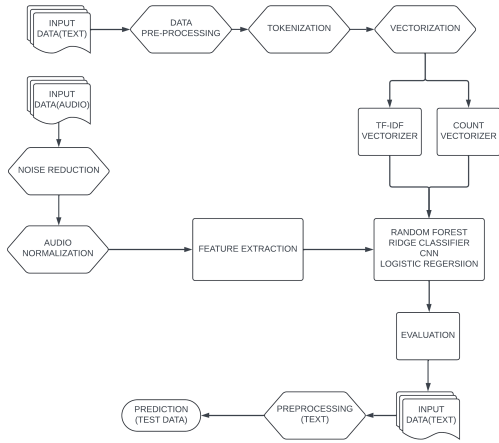 INPUT
DATA(TEXT)
DATA
PRE-PROCESSING
TOKENIZATION
VECTORIZATION
INPUT
DATA(AUDIO)
TF-IDF
VECTORIZER
COUNT
VECTORIZER
NOISE REDUCTION
AUDIO
NORMALIZATION
FEATURE EXTRACTION
RANDOM FOREST
RIDGE CLASSIFIER
CNN
LOGISTIC REGERSIION
EVALUATION
INPUT
DATA(TEXT)
PREPROCESSING
(TEXT)
PREDICTION
(TEST DATA)